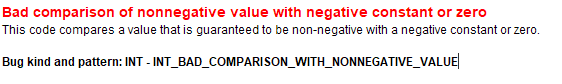 Bad comparison of nonnegative value with negative constant or zero
This code compares a value that is guaranteed to be non-negative with a negative constant or zero.
Bug kind and pattern: INT - INT_BAD_COMPARISON_WITH_NONNEGATIVE_VALUE